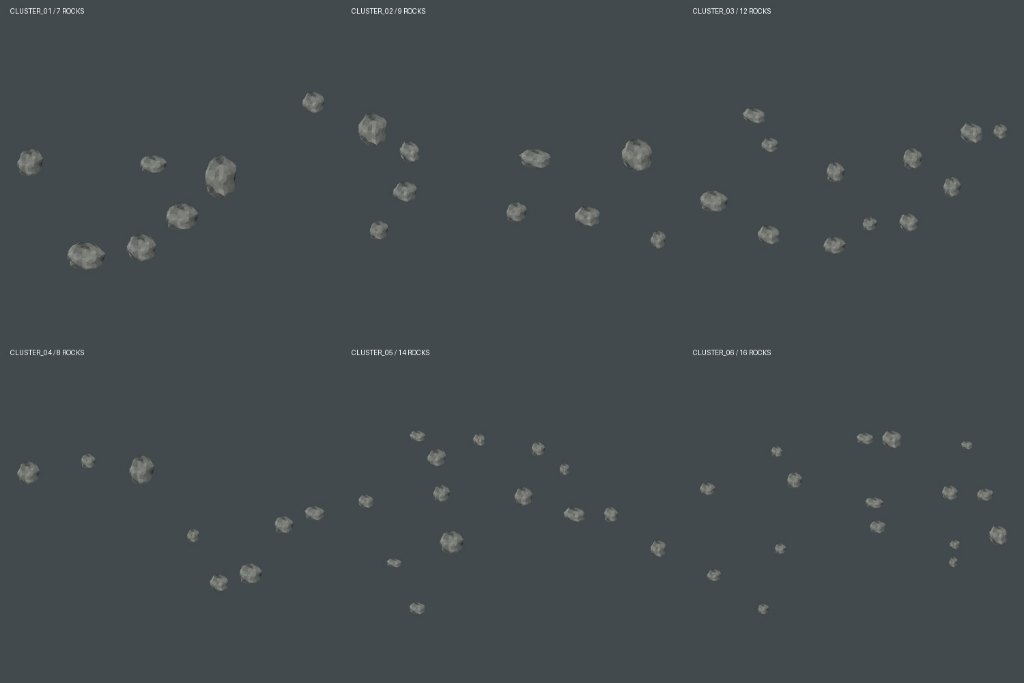 CLUSTER_01 / 7 ROCKS
CLUSTER_02 / 9 ROCKS
CLUSTER_03 / 12 ROCKS
CLUSTER_04 / 8 ROCKS
CLUSTER_05 / 14 ROCKS
CLUSTER_06 / 16 ROCKS